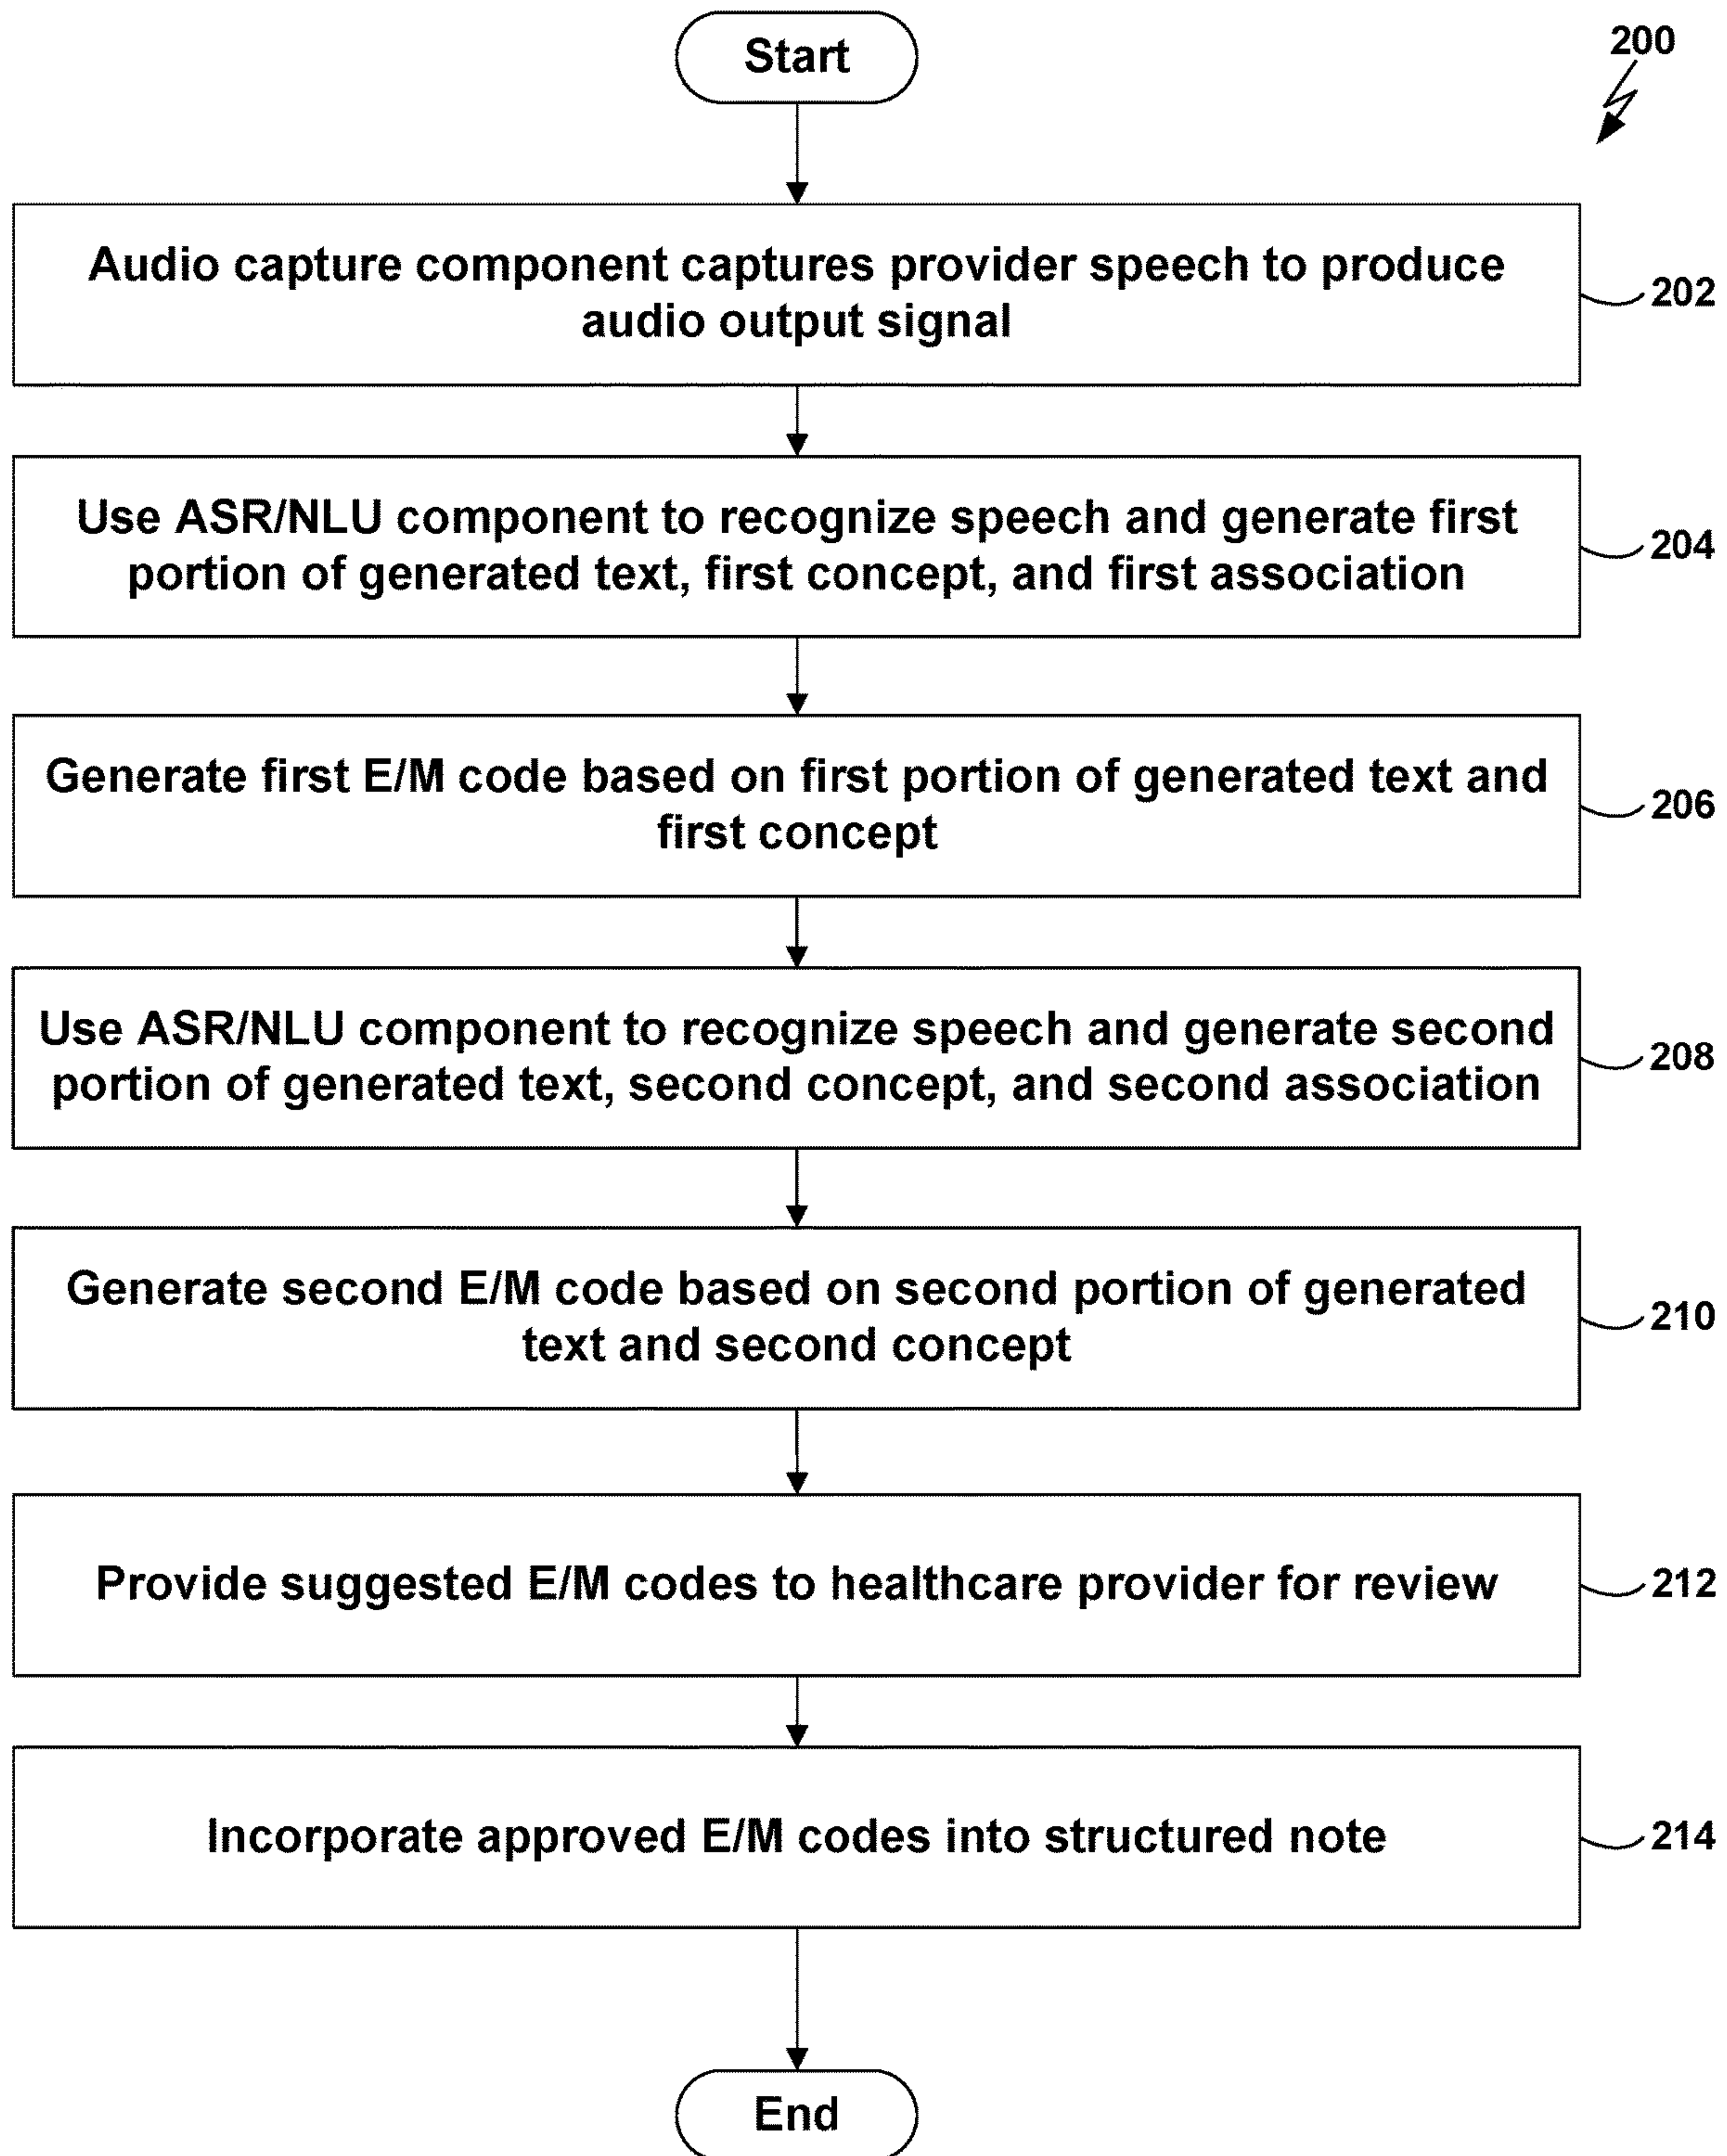 Start
200
Audio capture component captures provider speech to produce
audio output signal
202
Use ASR/NLU component to recognize speech and generate first
portion of generated text, first concept, and first association
204
Generate first E/M code based on first portion of generated text and
first concept
206
Use ASR/NLU component to recognize speech and generate second
portion of generated text, second concept, and second association
208
Generate second E/M code based on second portion of generated
text and second concept
210
Provide suggested E/M codes to healthcare provider for review
212
Incorporate approved E/M codes into structured note
214
End